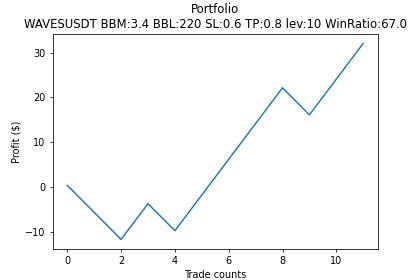 Portfolio
WAVESUSDT BBM:3.4 BBL:220 SL:0.6 TP:0.8 lev:10 WinRatio:67.0
30
20
10
0
−10
Profit ($)
0 2 4 6 8 10
Trade counts